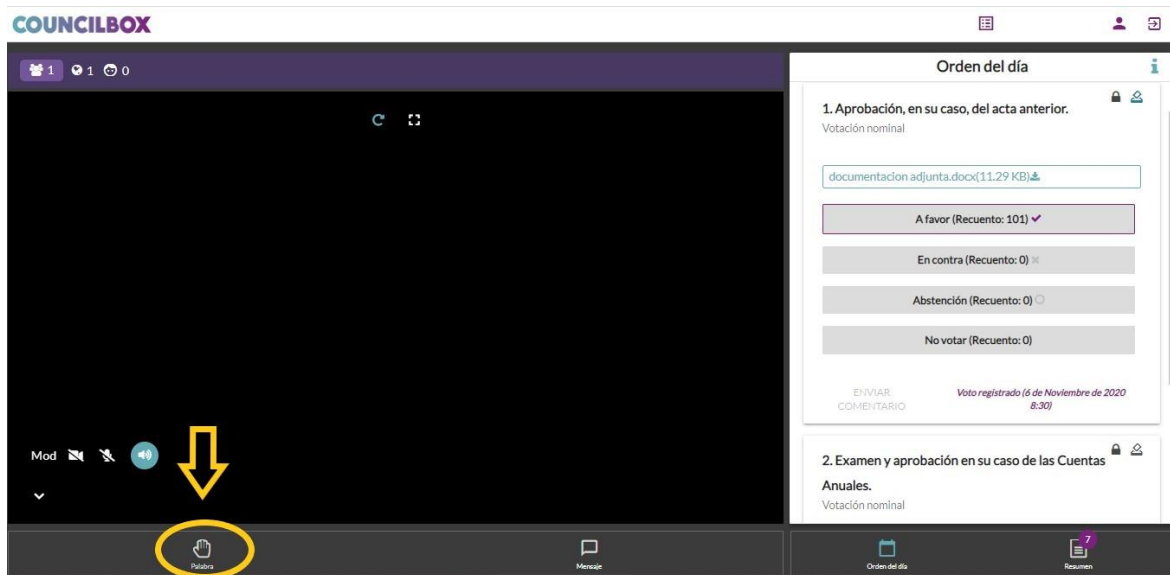 COUNCILBOX
1 1 0
Orden del día
1. Aprobación, en su caso, del acta anterior.
Votación nominal
documentacion adjunta.docx(11.29 KB)
A favor (Recuento: 101)
En contra (Recuento: 0)
Abstención (Recuento: 0)
No votar (Recuento: 0)
ENVIAR
COMENTARIO
Voto registrado (6 de Noviembre de 2020
8:30)
Mod
2. Examen y aprobación en su caso de las Cuentas
Anuales.
Votación nominal
Palabra
Mensaje
Orden del día
7
Resumen